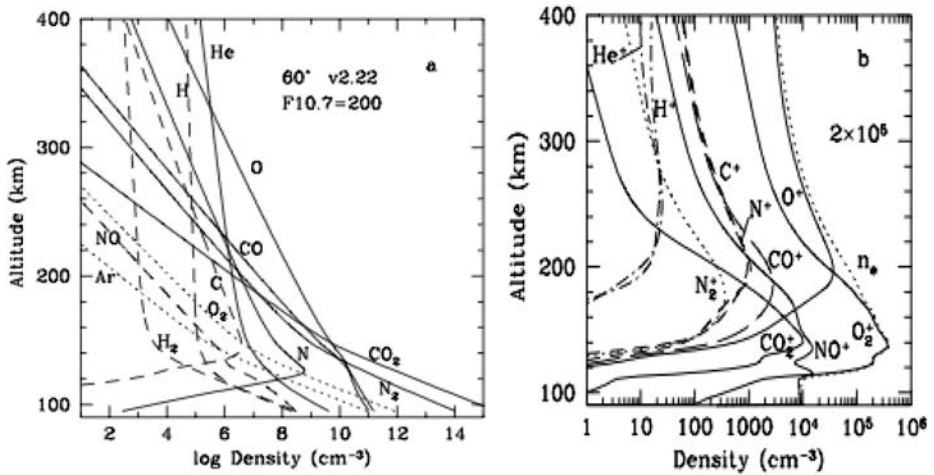 400
300
200
100
4 6 8 10 12 14
log Density (cm⁻³)
Altitude (km)
He
60° v2.22
F10.7=200
a
H
O
NO
Ar
CO
C
O₂
H₂
N
CO₂
N₂
400
300
200
100
1 10 100 1000 10⁴ 10⁵ 10⁶
Density (cm⁻³)
Altitude (km)
He⁺
b
H⁺
2×10⁵
C⁺
O⁺
N⁺
CO⁺
nₑ
N₂⁺
CO₂⁺
NO⁺
O₂⁺